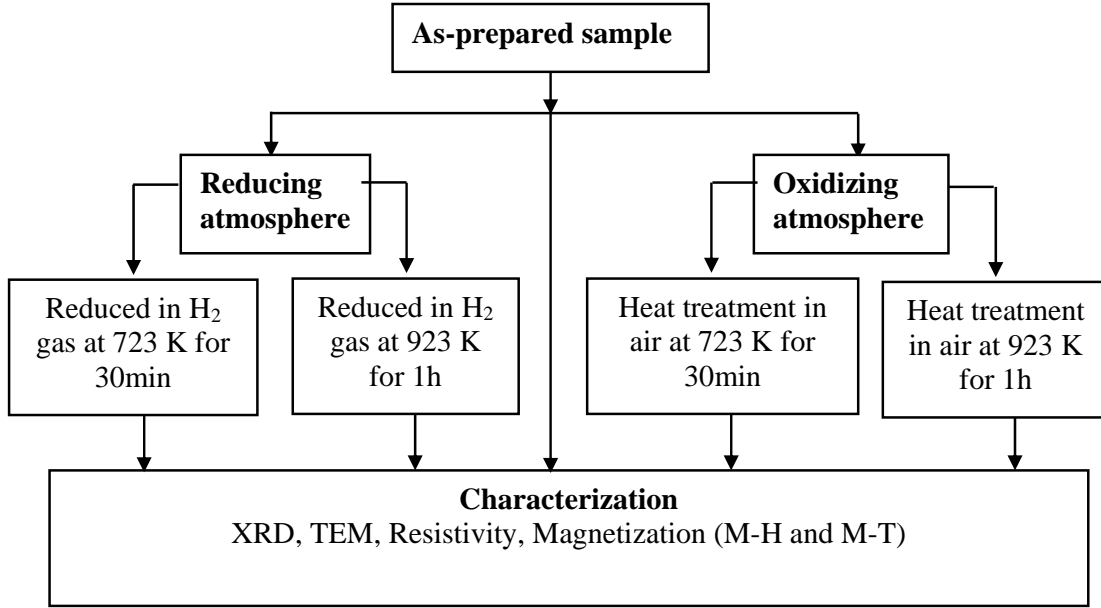 As-prepared sample
Reducing
atmosphere
Oxidizing
atmosphere
Reduced in H₂
gas at 723 K for
30min
Reduced in H₂
gas at 923 K
for 1h
Heat treatment in
air at 723 K for
30min
Heat treatment
in air at 923 K
for 1h
Characterization
XRD, TEM, Resistivity, Magnetization (M-H and M-T)